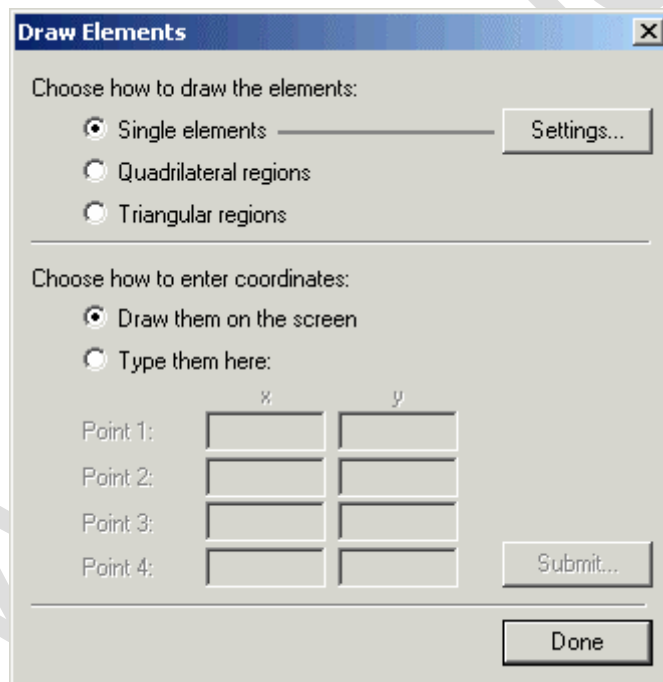 Draw Elements
Choose how to draw the elements:
Single elements Settings...
Quadrilateral regions
Triangular regions
Choose how to enter coordinates:
Draw them on the screen
Type them here:
x y
Point 1:
Point 2:
Point 3:
Point 4: Submit...
Done